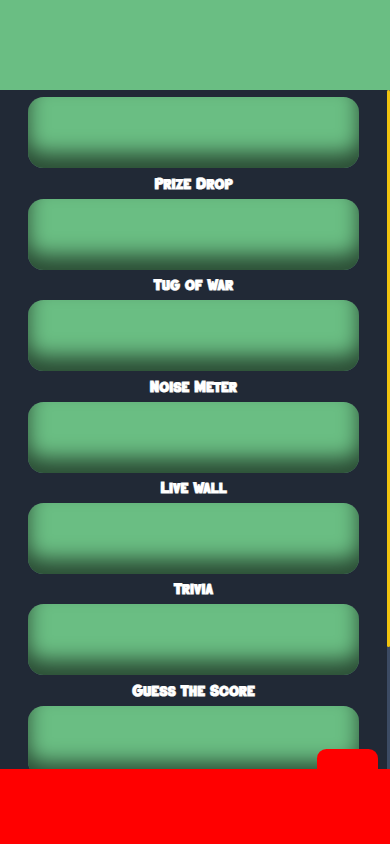 Prize Drop
Tug of War
Noise Meter
Live Wall
Trivia
Guess The Score